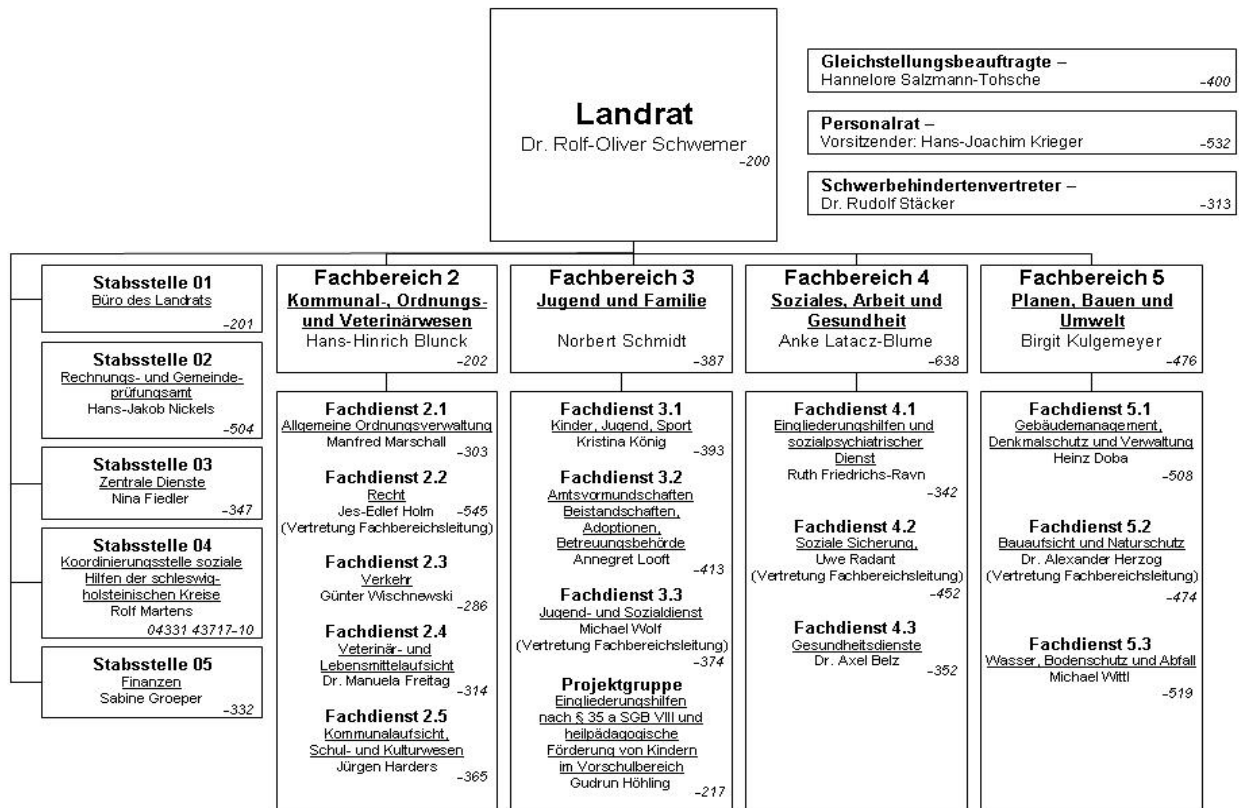 Landrat
Dr. Rolf-Oliver Schwemer
-200
Gleichstellungsbeauftragte –
Hannelore Salzmann-Tohsche
-400
Personalrat –
Vorsitzender: Hans-Joachim Krieger
-532
Schwerbehindertenvertreter –
Dr. Rudolf Stäcker
-313
Stabsstelle 01
Büro des Landrats
-201
Stabsstelle 02
Rechnungs- und Gemeinde-
prüfungsamt
Hans-Jakob Nickels
-504
Stabsstelle 03
Zentrale Dienste
Nina Fiedler
-347
Stabsstelle 04
Koordinierungsstelle soziale
Hilfen der schleswig-
holsteinischen Kreise
Rolf Martens
04331 43717-10
Stabsstelle 05
Finanzen
Sabine Groeper
-332
Fachbereich 2
Kommunal-, Ordnungs-
und Veterinärwesen
Hans-Hinrich Blunck
-202
Fachdienst 2.1
Allgemeine Ordnungsverwaltung
Manfred Marschall
-303
Fachdienst 2.2
Recht
Jes-Edlef Holm -545
(Vertretung Fachbereichsleitung)
Fachdienst 2.3
Verkehr
Günter Wischnewski
-286
Fachdienst 2.4
Veterinär- und
Lebensmittelaufsicht
Dr. Manuela Freitag
-314
Fachdienst 2.5
Kommunalaufsicht,
Schul- und Kulturwesen
Jürgen Harders
-365
Fachbereich 3
Jugend und Familie
Norbert Schmidt
-387
Fachdienst 3.1
Kinder, Jugend, Sport
Kristina König
-393
Fachdienst 3.2
Amtsvormundschaften
Beistandschaften,
Adoptionen,
Betreuungsbehörde
Annegret Looft
-413
Fachdienst 3.3
Jugend- und Sozialdienst
Michael Wolf
(Vertretung Fachbereichsleitung)
-374
Projektgruppe
Eingliederungshilfen
nach § 35 a SGB VIII und
heilpädagogische
Förderung von Kindern
im Vorschulbereich
Gudrun Höhling
-217
Fachbereich 4
Soziales, Arbeit und
Gesundheit
Anke Latacz-Blume
-638
Fachdienst 4.1
Eingliederungshilfen und
sozialpsychiatrischer
Dienst
Ruth Friedrichs-Ravn
-342
Fachdienst 4.2
Soziale Sicherung,
Uwe Radant
(Vertretung Fachbereichsleitung)
-452
Fachdienst 4.3
Gesundheitsdienste
Dr. Axel Belz
-352
Fachbereich 5
Planen, Bauen und
Umwelt
Birgit Kulgemeyer
-476
Fachdienst 5.1
Gebäudemanagement,
Denkmalschutz und Verwaltung
Heinz Doba
-508
Fachdienst 5.2
Bauaufsicht und Naturschutz
Dr. Alexander Herzog
(Vertretung Fachbereichsleitung)
-474
Fachdienst 5.3
Wasser, Bodenschutz und Abfall
Michael Wittl
-519